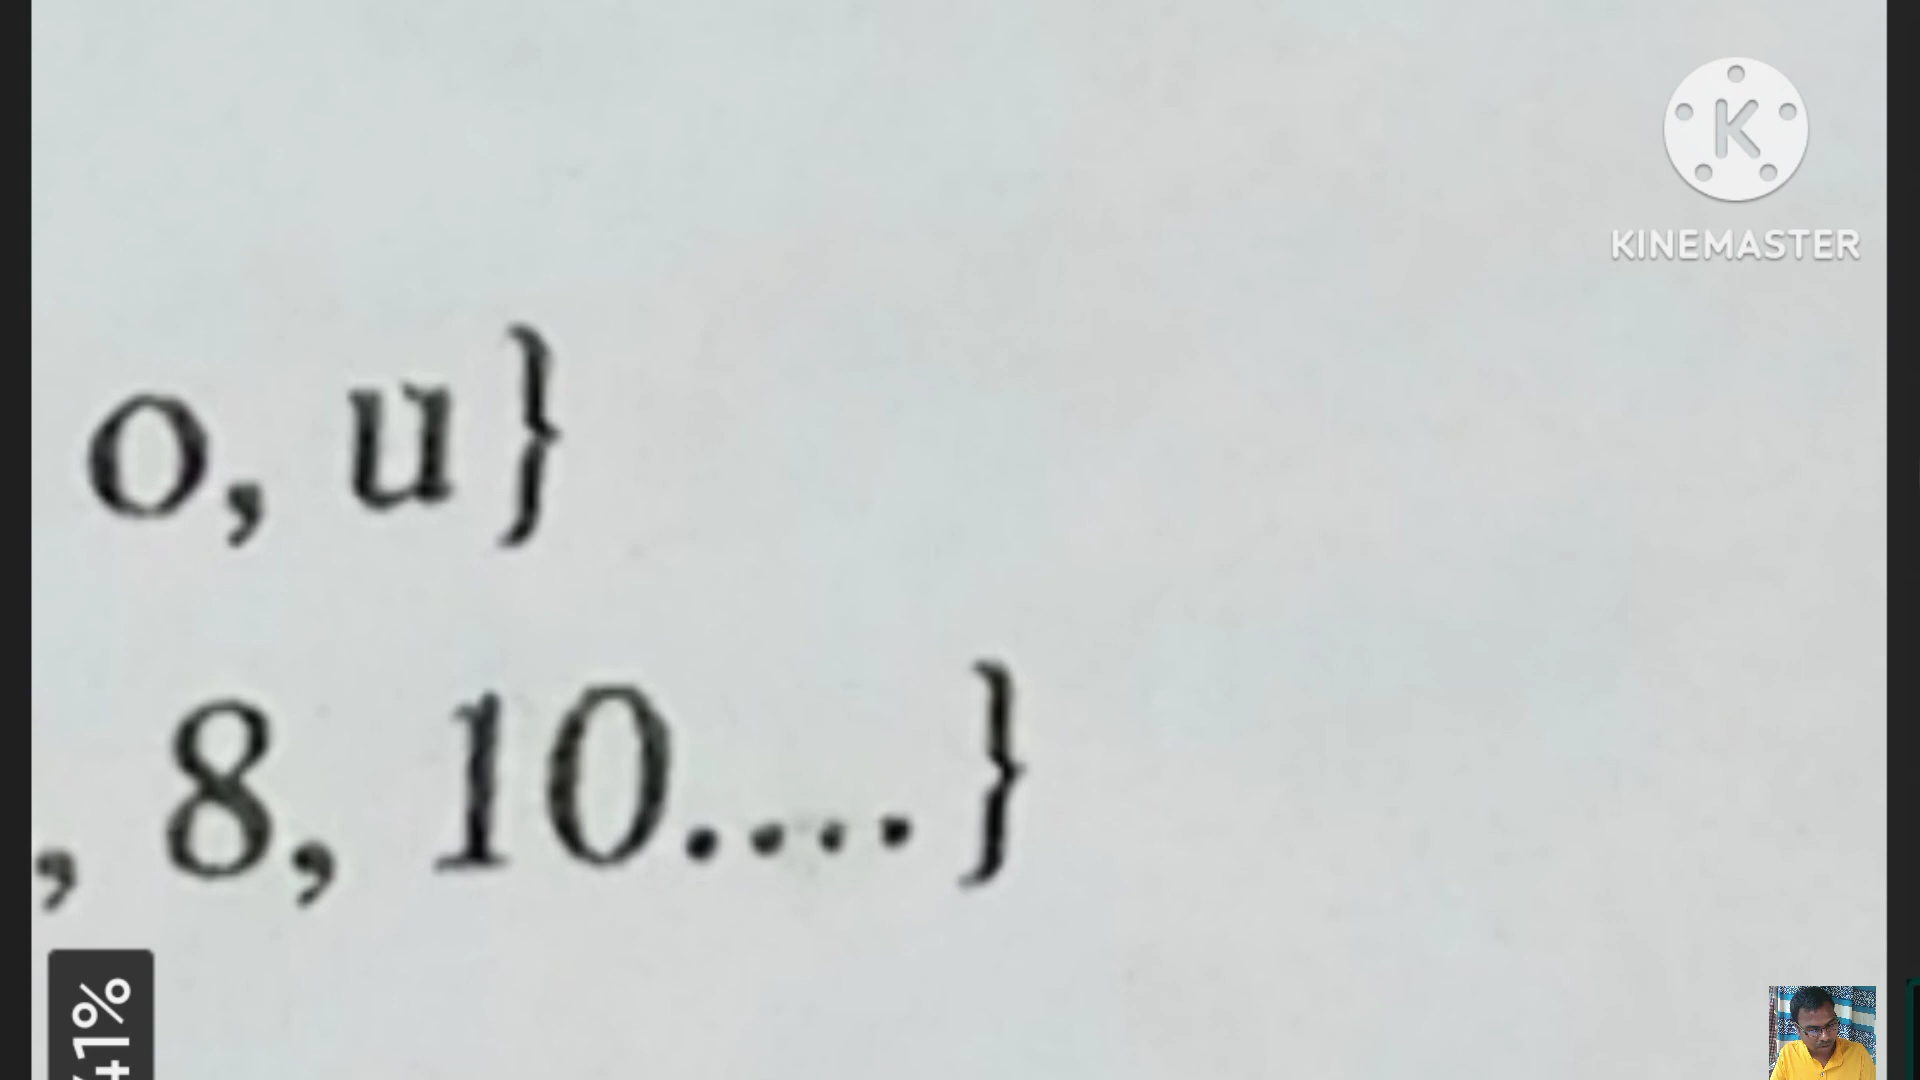 KINEMASTER
o, u}
, 8, 10....}